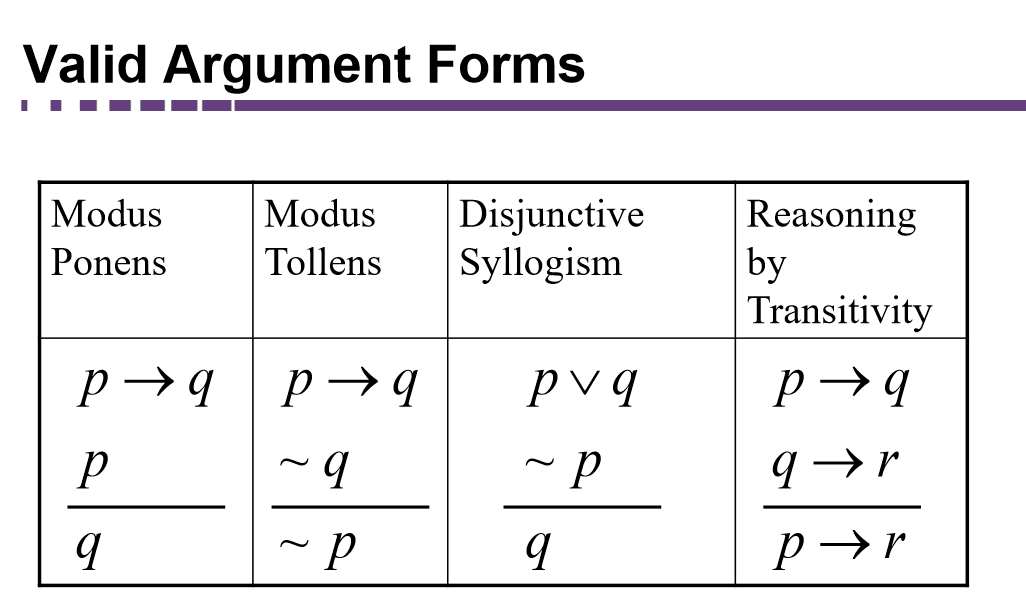 Valid Argument Forms
Modus
Ponens
Modus
Tollens
Disjunctive
Syllogism
Reasoning
by
Transitivity
p → q
p
q
p → q
~ q
~ p
p ∨ q
~ p
q
p → q
q → r
p → r